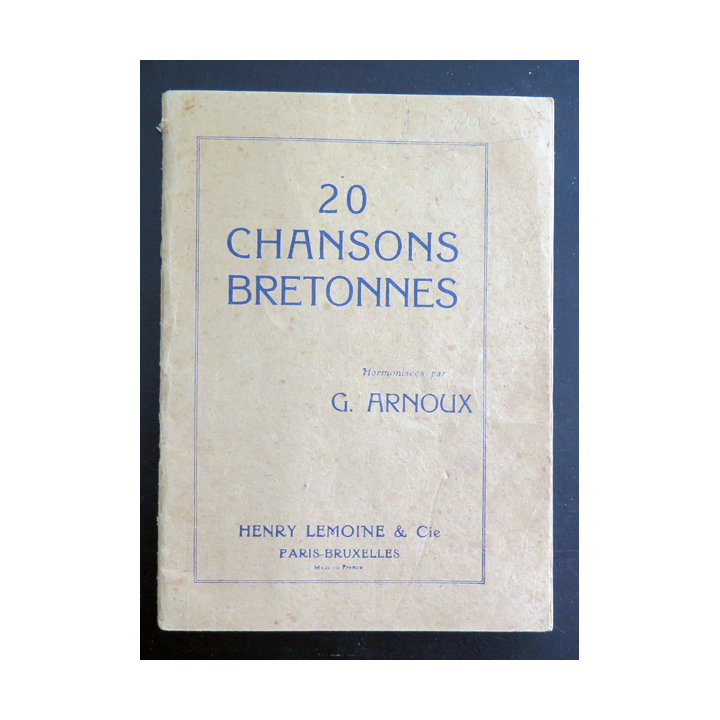 20
CHANSONS
BRETONNES
Harmonisées par
G. ARNOUX
HENRY LEMOINE & Cie
PARIS-BRUXELLES
Made in France